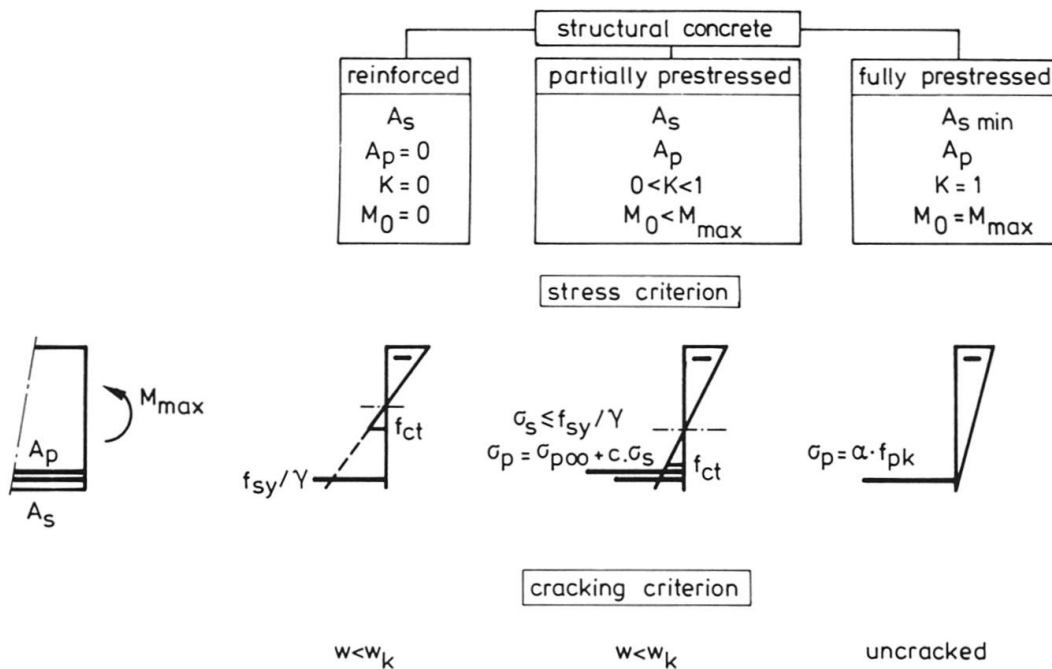 structural concrete
reinforced
A_s
A_p = 0
K = 0
M_0 = 0
partially prestressed
A_s
A_p
0 < K < 1
M_0 < M_max
fully prestressed
A_s min
A_p
K = 1
M_0 = M_max
stress criterion
M_max
A_p
A_s
f_ct
f_sy/γ
σ_s ≤ f_sy/γ
σ_p = σ_p∞ + c.σ_s
f_ct
σ_p = α · f_pk
cracking criterion
w < w_k
w < w_k
uncracked